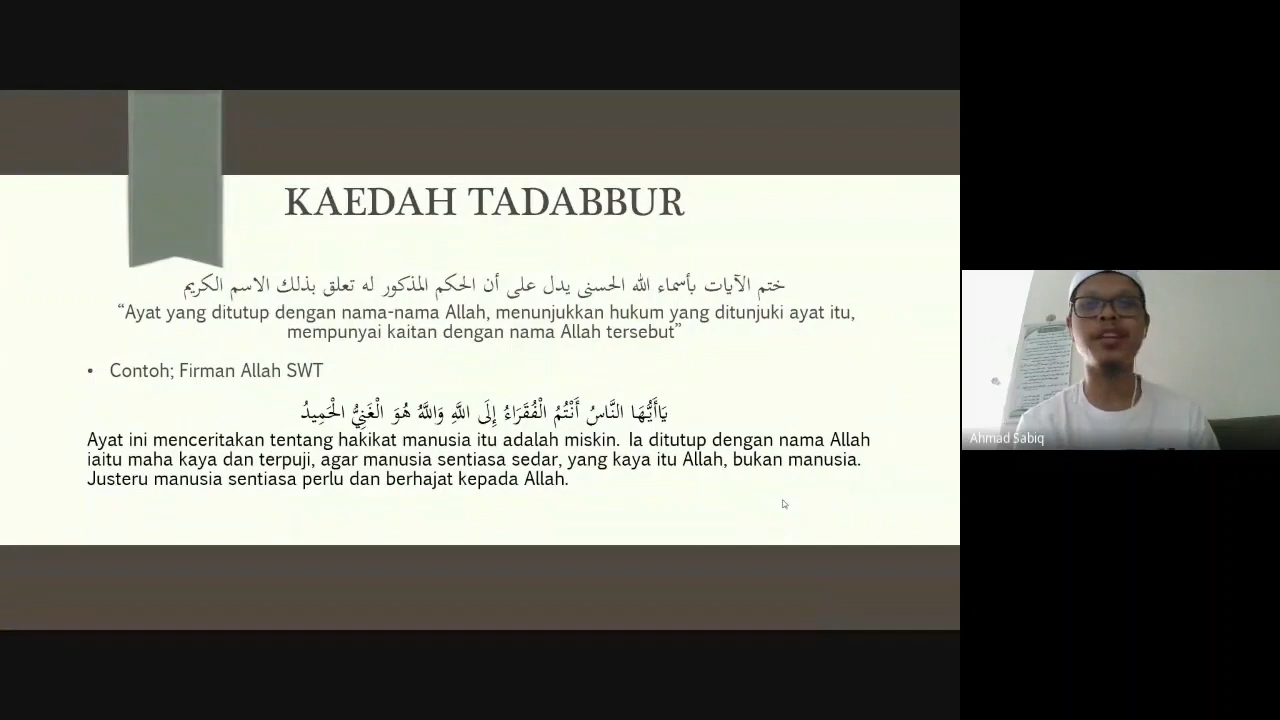 KAEDAH TADABBUR
ختم الآيات بأسماء الله الحسنى يدل على أن الحكم المذكور له تعلق بذلك الاسم الكريم
“Ayat yang ditutup dengan nama-nama Allah, menunjukkan hukum yang ditunjuki ayat itu,
mempunyai kaitan dengan nama Allah tersebut”
• Contoh; Firman Allah SWT
يَاأَيُّهَا النَّاسُ أَنْتُمُ الْفُقَرَاءُ إِلَى اللَّهِ وَاللَّهُ هُوَ الْغَنِيُّ الْحَمِيدُ
Ayat ini menceritakan tentang hakikat manusia itu adalah miskin. Ia ditutup dengan nama Allah
iaitu maha kaya dan terpuji, agar manusia sentiasa sedar, yang kaya itu Allah, bukan manusia.
Justeru manusia sentiasa perlu dan berhajat kepada Allah.
Ahmad Sabiq